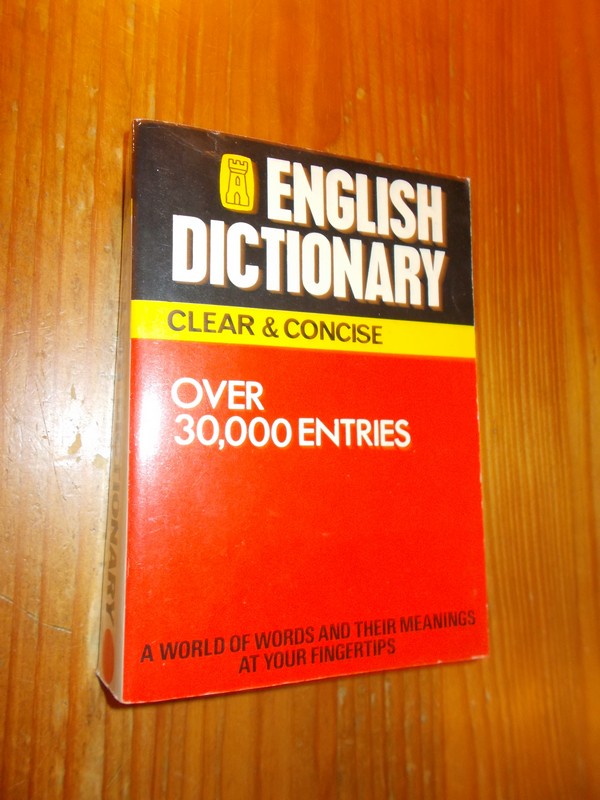 ENGLISH
DICTIONARY
CLEAR & CONCISE
OVER
30,000 ENTRIES
A WORLD OF WORDS AND THEIR MEANINGS
AT YOUR FINGERTIPS